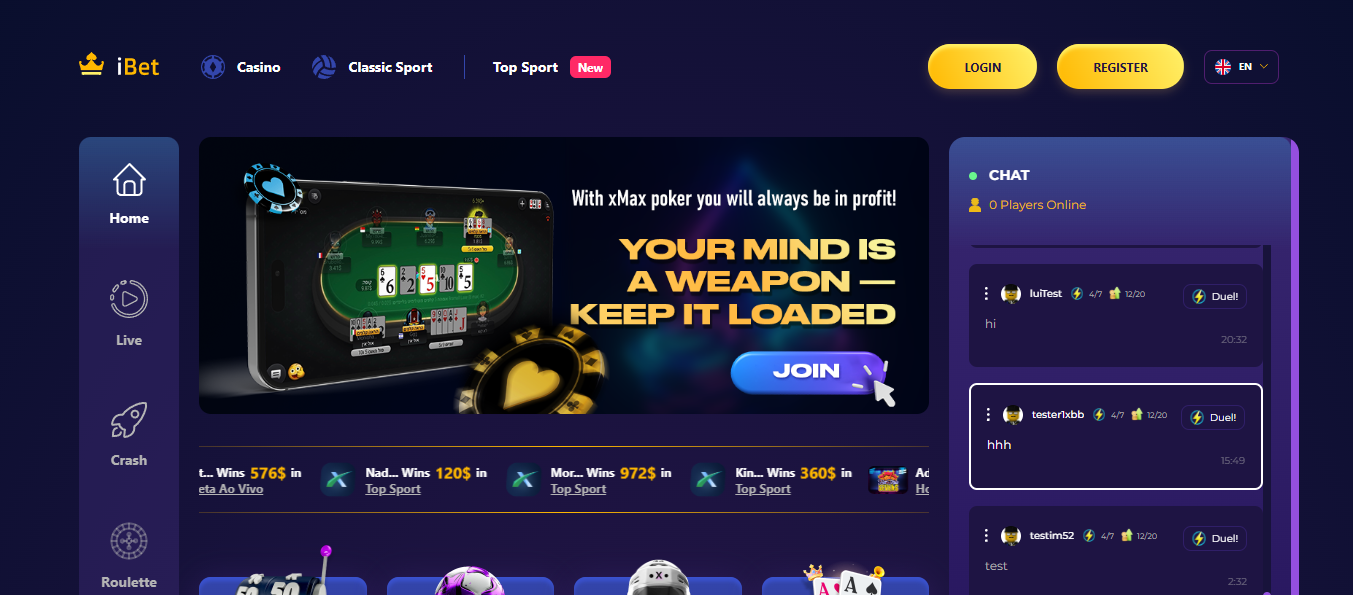 iBet
Casino
Classic Sport
Top Sport
New
LOGIN
REGISTER
EN
Home
Live
Crash
Roulette
With xMax poker you will always be in profit!
YOUR MIND IS
A WEAPON —
KEEP IT LOADED
JOIN
t... Wins 576$ in
eta Ao Vivo
Nad... Wins 120$ in
Top Sport
Mor... Wins 972$ in
Top Sport
Kin... Wins 360$ in
Top Sport
CHAT
0 Players Online
luiTest 4/7 12/20 Duel!
hi
20:32
tester1xbb 4/7 12/20 Duel!
hhh
15:49
testim52 4/7 12/20 Duel!
test
2:32